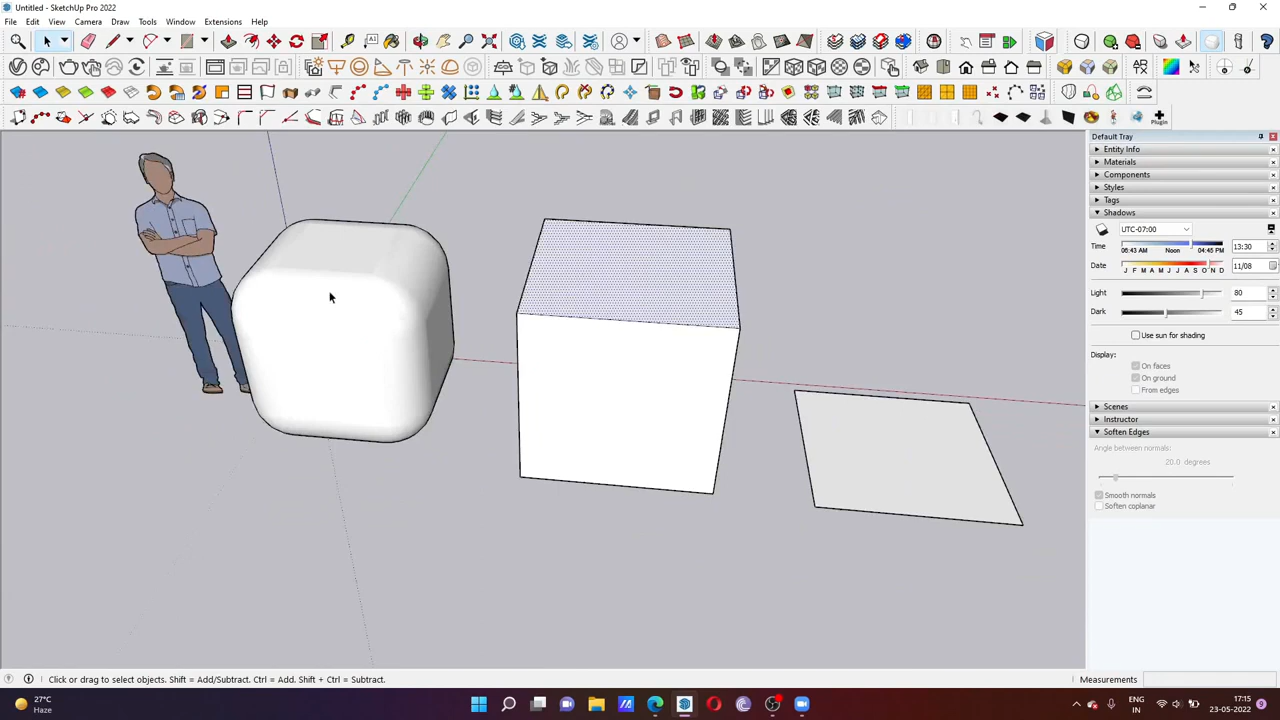 Untitled - SketchUp Pro 2022
File Edit View Camera Draw Tools Window Extensions Help
A1
AR
XR
Plugin
Default Tray
Entity Info
Materials
Components
Styles
Tags
Shadows
UTC-07:00
Time 06:43 AM Noon 04:45 PM 13:30
Date J F M A M J J A S O N D 11/08
Light 80
Dark 45
Use sun for shading
Display:
On faces
On ground
From edges
Scenes
Instructor
Soften Edges
Angle between normals:
20.0 degrees
Smooth normals
Soften coplanar
Click or drag to select objects. Shift = Add/Subtract. Ctrl = Add. Shift + Ctrl = Subtract.
Measurements
27°C
Haze
ENG
IN
17:15
23-05-2022